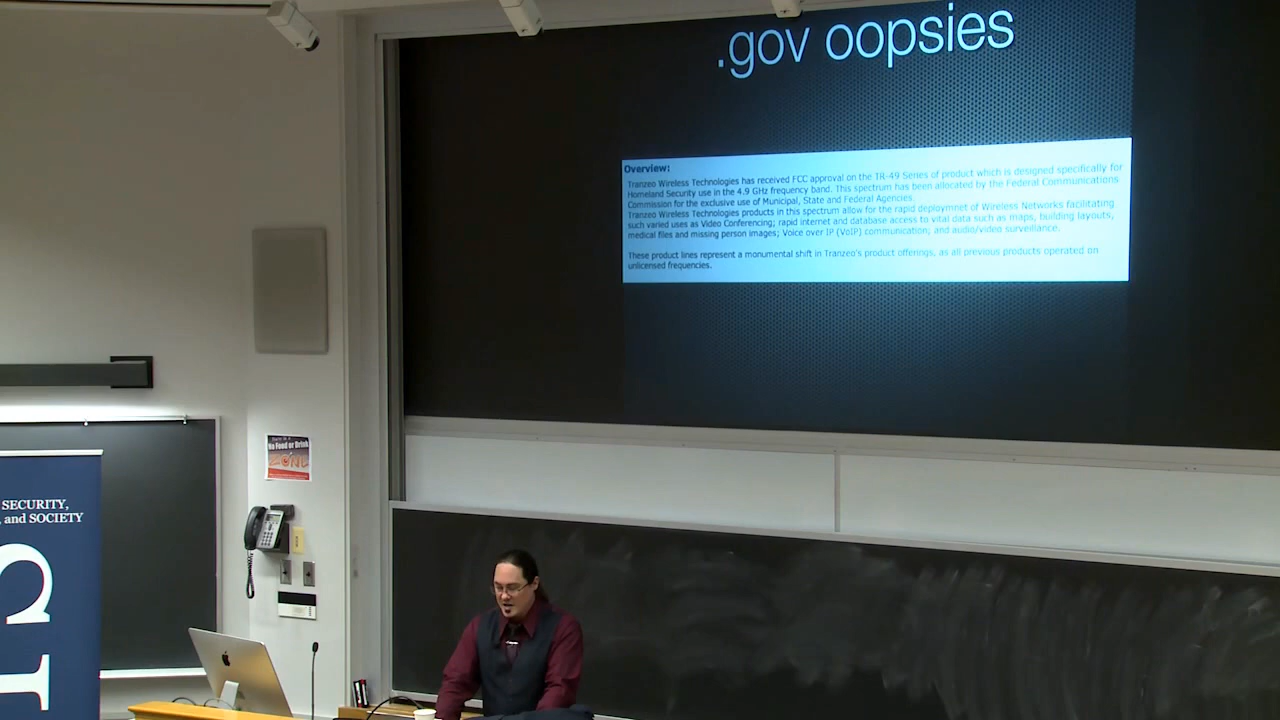 .gov oopsies
Overview:
Tranzeo Wireless Technologies has received FCC approval on the IR-49 Series of product which is designed specifically for
Homeland Security use in the 4.9 GHz frequency band. This spectrum has been allocated by the Federal Communications
Commission for the exclusive use of Municipal, State and Federal Agencies.
Tranzeo Wireless Technologies products in this spectrum allow for the rapid deploymnet of Wireless Networks facilitating
such varied uses as Video Conferencing; rapid internet and database access to vital data such as maps, building layouts,
medical files and missing person images; Voice over IP (VoIP) communication; and audio/video surveillance.
These product lines represent a monumental shift in Tranzeo's product offerings, as all previous products operated on
unlicensed frequencies.
No Food or Drink
ZONE
SECURITY,
, and SOCIETY